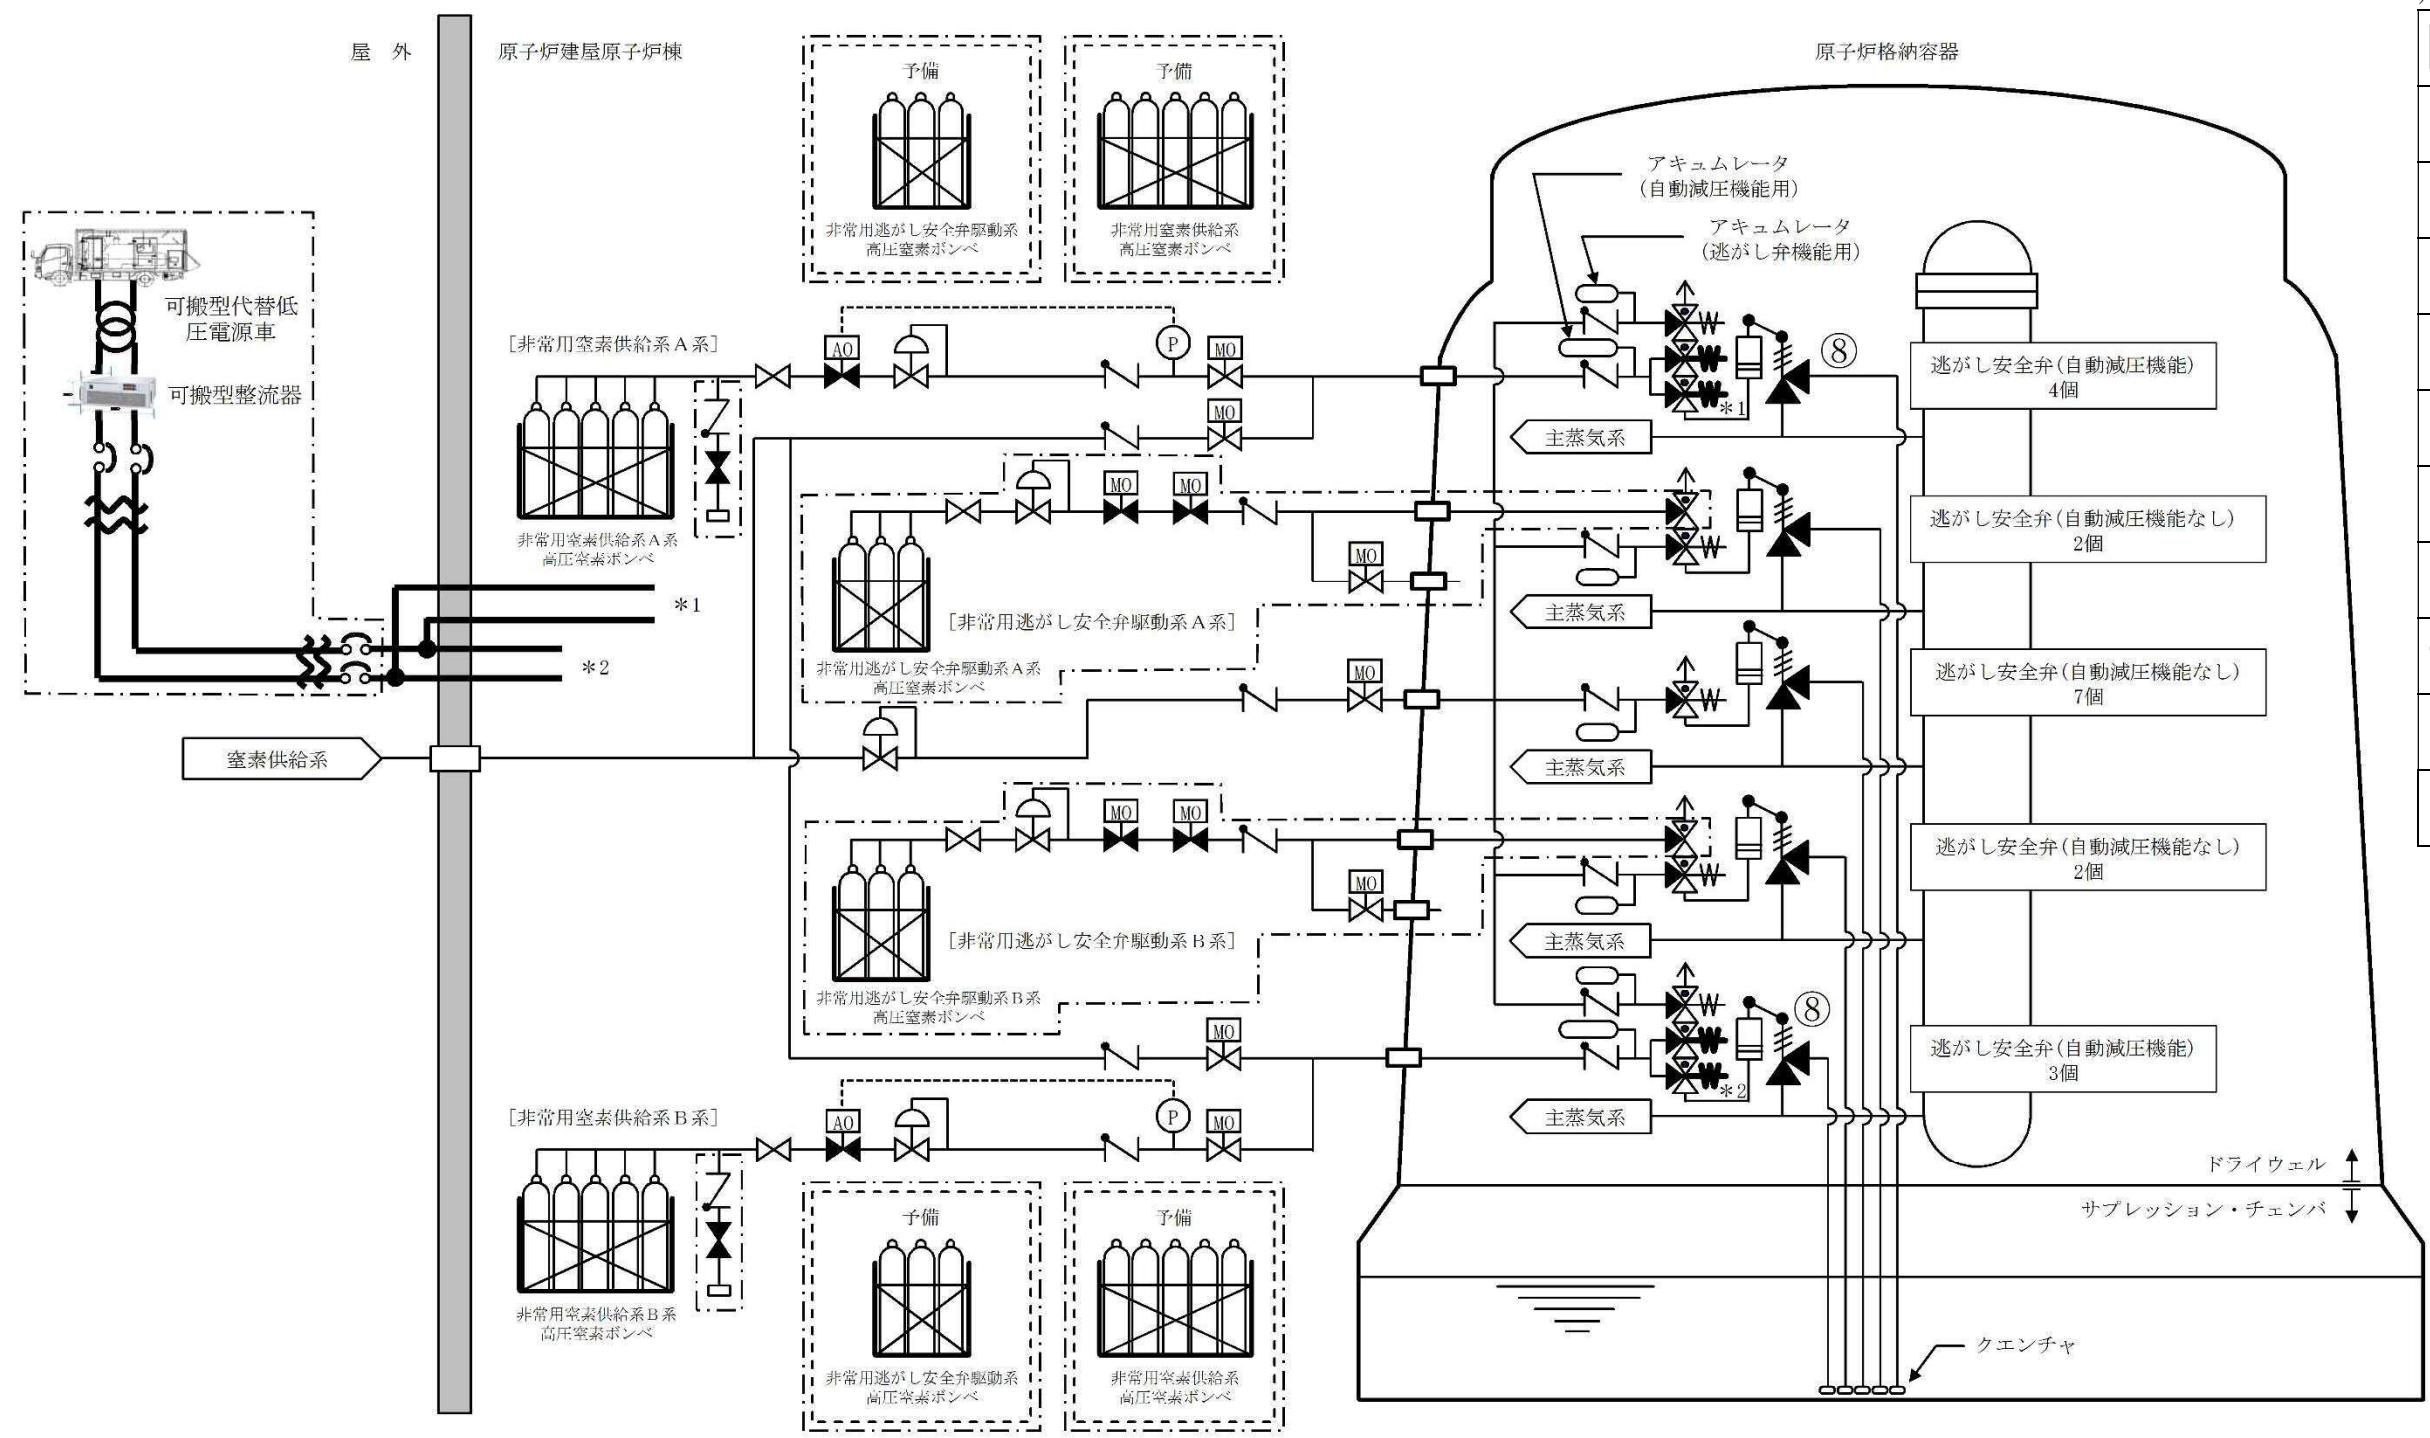 屋 外
原子炉建屋原子炉棟
原子炉格納容器
予備
非常用逃がし安全弁駆動系
高圧窒素ボンベ
予備
非常用窒素供給系
高圧窒素ボンベ
アキュムレータ
(自動減圧機能用)
アキュムレータ
(逃がし弁機能用)
可搬型代替低
圧電源車
可搬型整流器
[非常用窒素供給系A系]
AO
P
MO
MO
⑧
*1
逃がし安全弁(自動減圧機能)
4個
主蒸気系
非常用窒素供給系A系
高圧窒素ボンベ
MO
MO
MO
逃がし安全弁(自動減圧機能なし)
2個
主蒸気系
[非常用逃がし安全弁駆動系A系]
非常用逃がし安全弁駆動系A系
高圧窒素ボンベ
*1
*2
MO
逃がし安全弁(自動減圧機能なし)
7個
主蒸気系
窒素供給系
MO
MO
MO
逃がし安全弁(自動減圧機能なし)
2個
主蒸気系
[非常用逃がし安全弁駆動系B系]
非常用逃がし安全弁駆動系B系
高圧窒素ボンベ
MO
⑧
*2
逃がし安全弁(自動減圧機能)
3個
主蒸気系
[非常用窒素供給系B系]
AO
P
MO
非常用窒素供給系B系
高圧窒素ボンベ
予備
非常用逃がし安全弁駆動系
高圧窒素ボンベ
予備
非常用窒素供給系
高圧窒素ボンベ
ドライウェル
サプレッション・チェンバ
クエンチャ